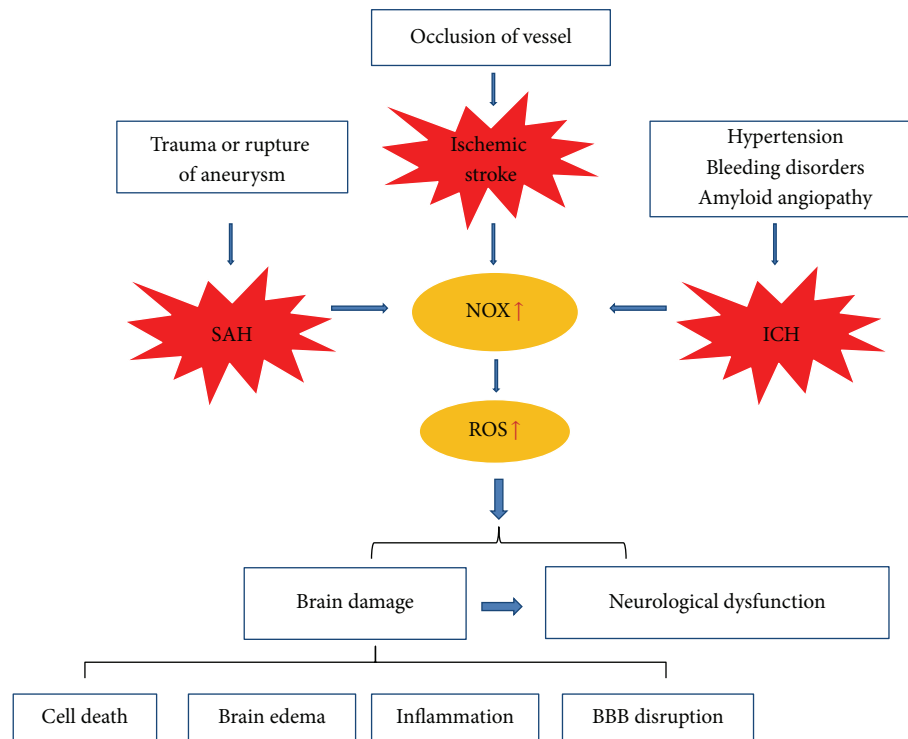 Occlusion of vessel
Trauma or rupture
of aneurysm
Ischemic
stroke
Hypertension
Bleeding disorders
Amyloid angiopathy
SAH
NOX ↑
ICH
ROS ↑
Brain damage
Neurological dysfunction
Cell death
Brain edema
Inflammation
BBB disruption